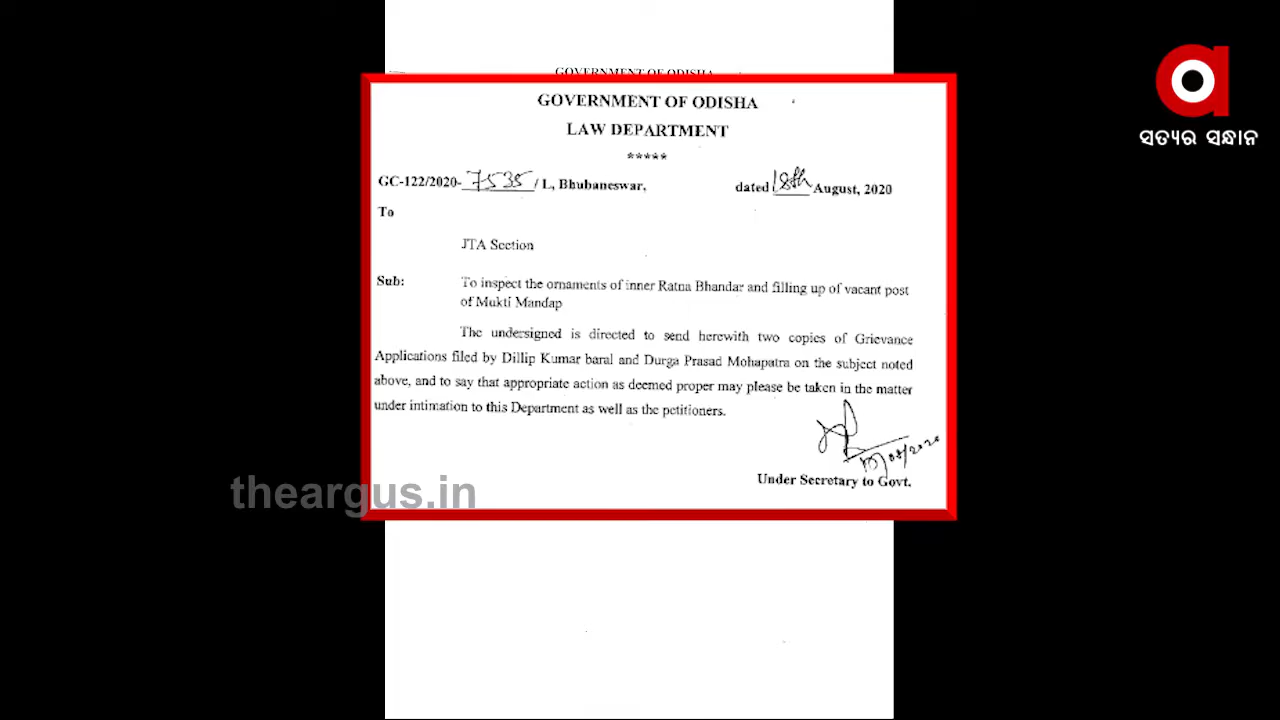 GOVERNMENT OF ODISHA
ସତ୍ୟର ସନ୍ଧାନ
GOVERNMENT OF ODISHA
LAW DEPARTMENT
*****
GC-122/2020- 7535 / L, Bhubaneswar, dated 18th August, 2020
To
JTA Section
Sub: To inspect the ornaments of inner Ratna Bhandar and filling up of vacant post
of Mukti Mandap
The undersigned is directed to send herewith two copies of Grievance
Applications filed by Dillip Kumar baral and Durga Prasad Mohapatra on the subject noted
above, and to say that appropriate action as deemed proper may please be taken in the matter
under intimation to this Department as well as the petitioners.
Under Secretary to Govt.
theargus.in